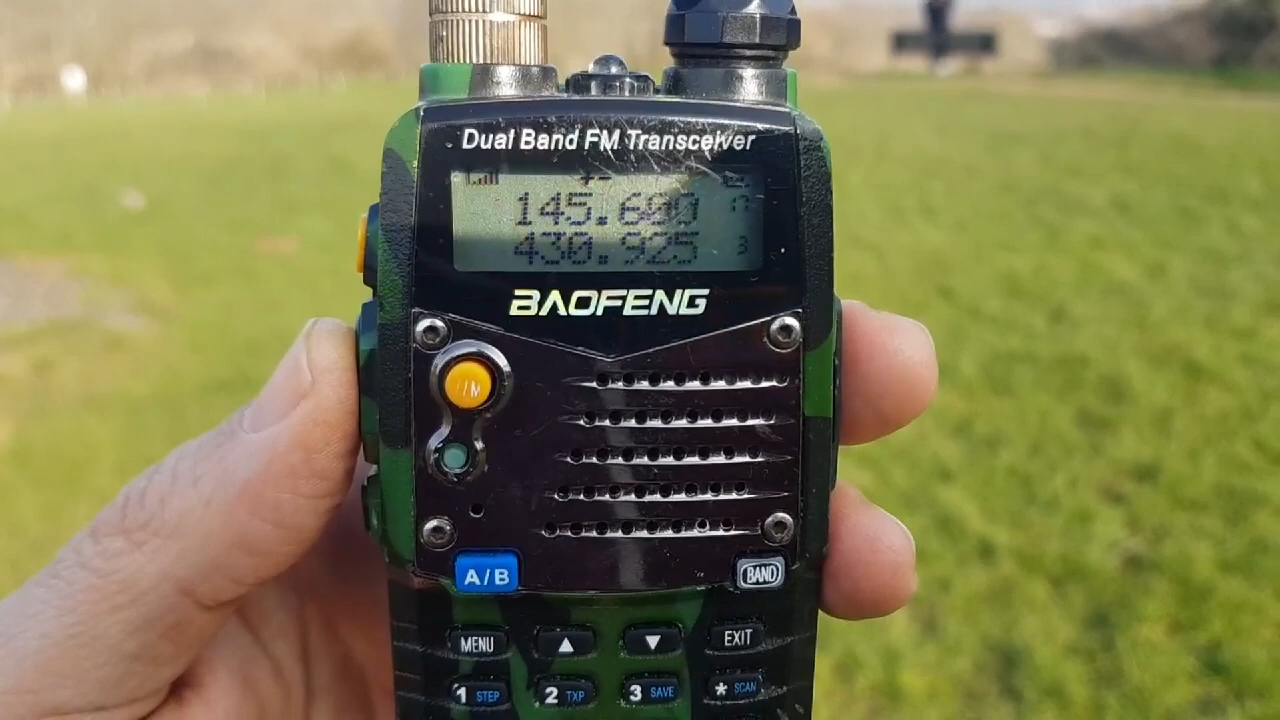 Dual Band FM Transceiver
+-
145.600
430.925 3
BAOFENG
A/B
BAND
MENU ▲ ▼ EXIT
1 STEP 2 TXP 3 SAVE * SCAN